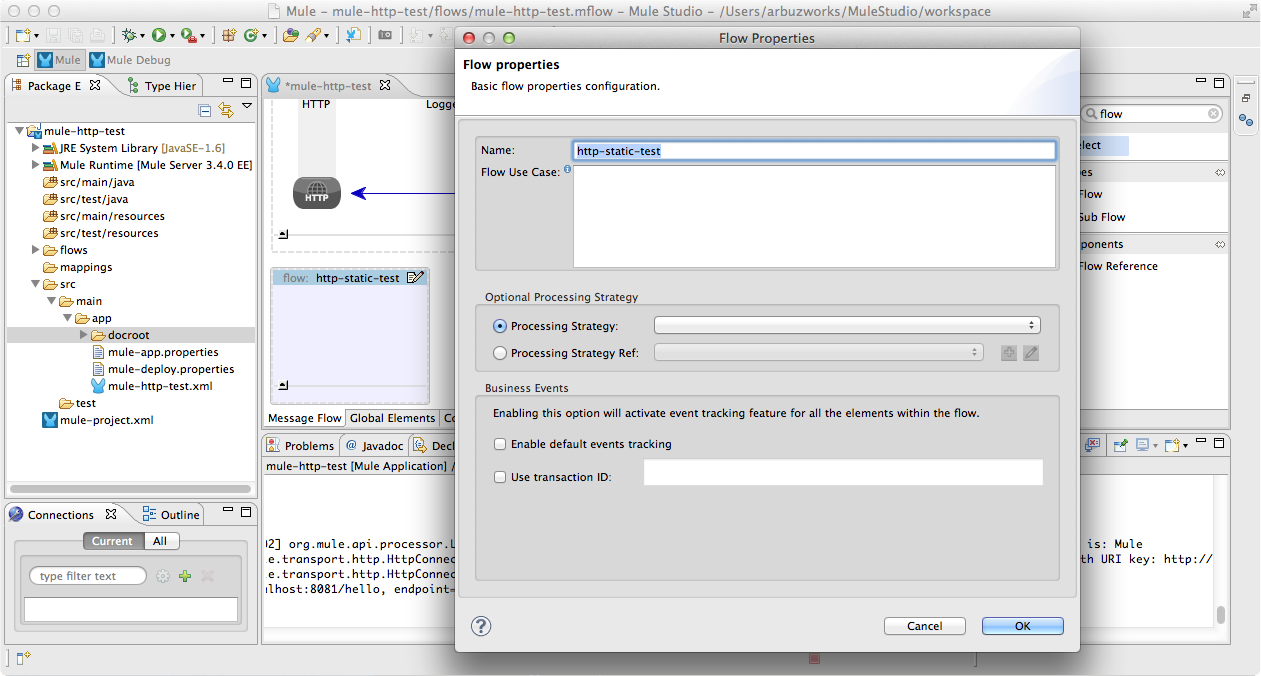 Mule – mule-http-test/flows/mule-http-test.mflow – Mule Studio – /Users/arbuzworks/MuleStudio/workspace
Mule
Mule Debug
Package E
Type Hier
mule-http-test
JRE System Library [JavaSE-1.6]
Mule Runtime [Mule Server 3.4.0 EE]
src/main/java
src/test/java
src/main/resources
src/test/resources
flows
mappings
src
main
app
docroot
mule-app.properties
mule-deploy.properties
mule-http-test.xml
test
mule-project.xml
Connections
Outline
Current
All
type filter text
*mule-http-test
HTTP
Logge
HTTP
flow: http-static-test
Message Flow
Global Elements
Co
Problems
@ Javadoc
Decl
mule-http-test [Mule Application] /
02] org.mule.api.processor.L
e.transport.http.HttpConnec
e.transport.http.HttpConnec
lhost:8081/hello, endpoint=
Flow Properties
Flow properties
Basic flow properties configuration.
Name:
http-static-test
Flow Use Case:
Optional Processing Strategy
Processing Strategy:
Processing Strategy Ref:
Business Events
Enabling this option will activate event tracking feature for all the elements within the flow.
Enable default events tracking
Use transaction ID:
?
Cancel
OK
flow
lect
es
Flow
Sub Flow
ponents
Flow Reference
is: Mule
th URI key: http://